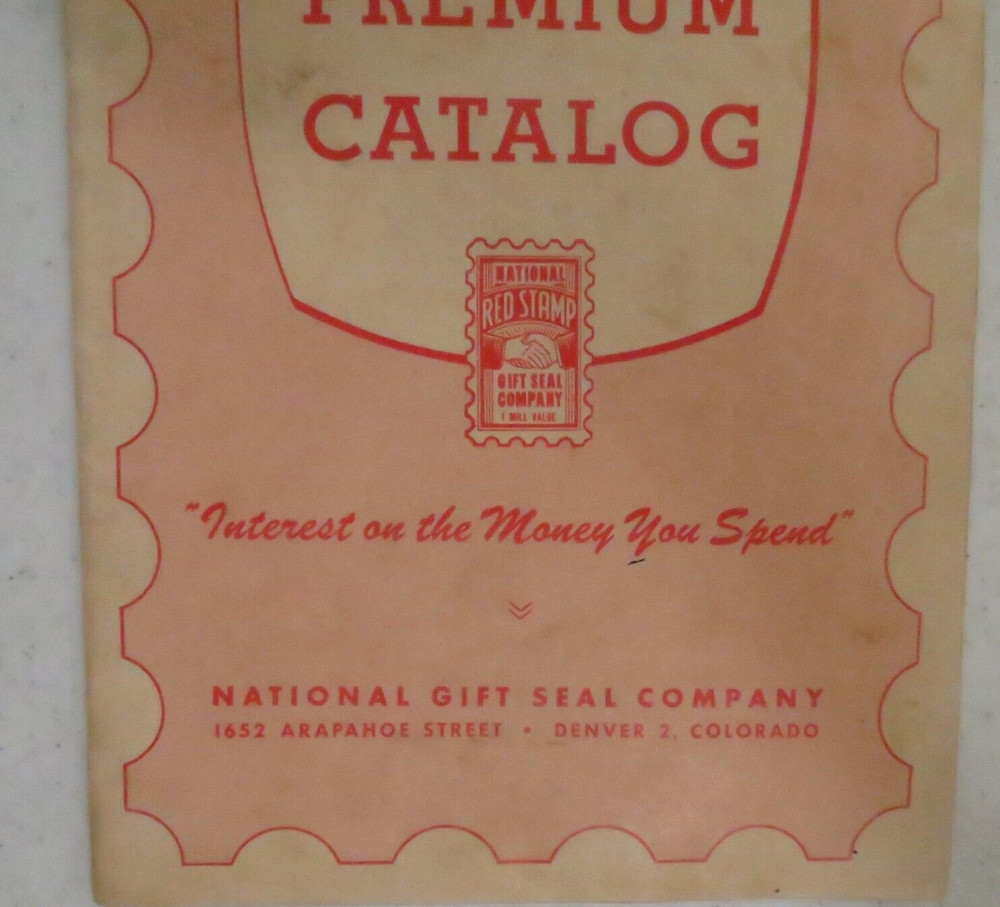 PREMIUM
CATALOG
NATIONAL
RED STAMP
GIFT SEAL
COMPANY
1 MILL VALUE
"Interest on the Money You Spend"
NATIONAL GIFT SEAL COMPANY
1652 ARAPAHOE STREET • DENVER 2, COLORADO